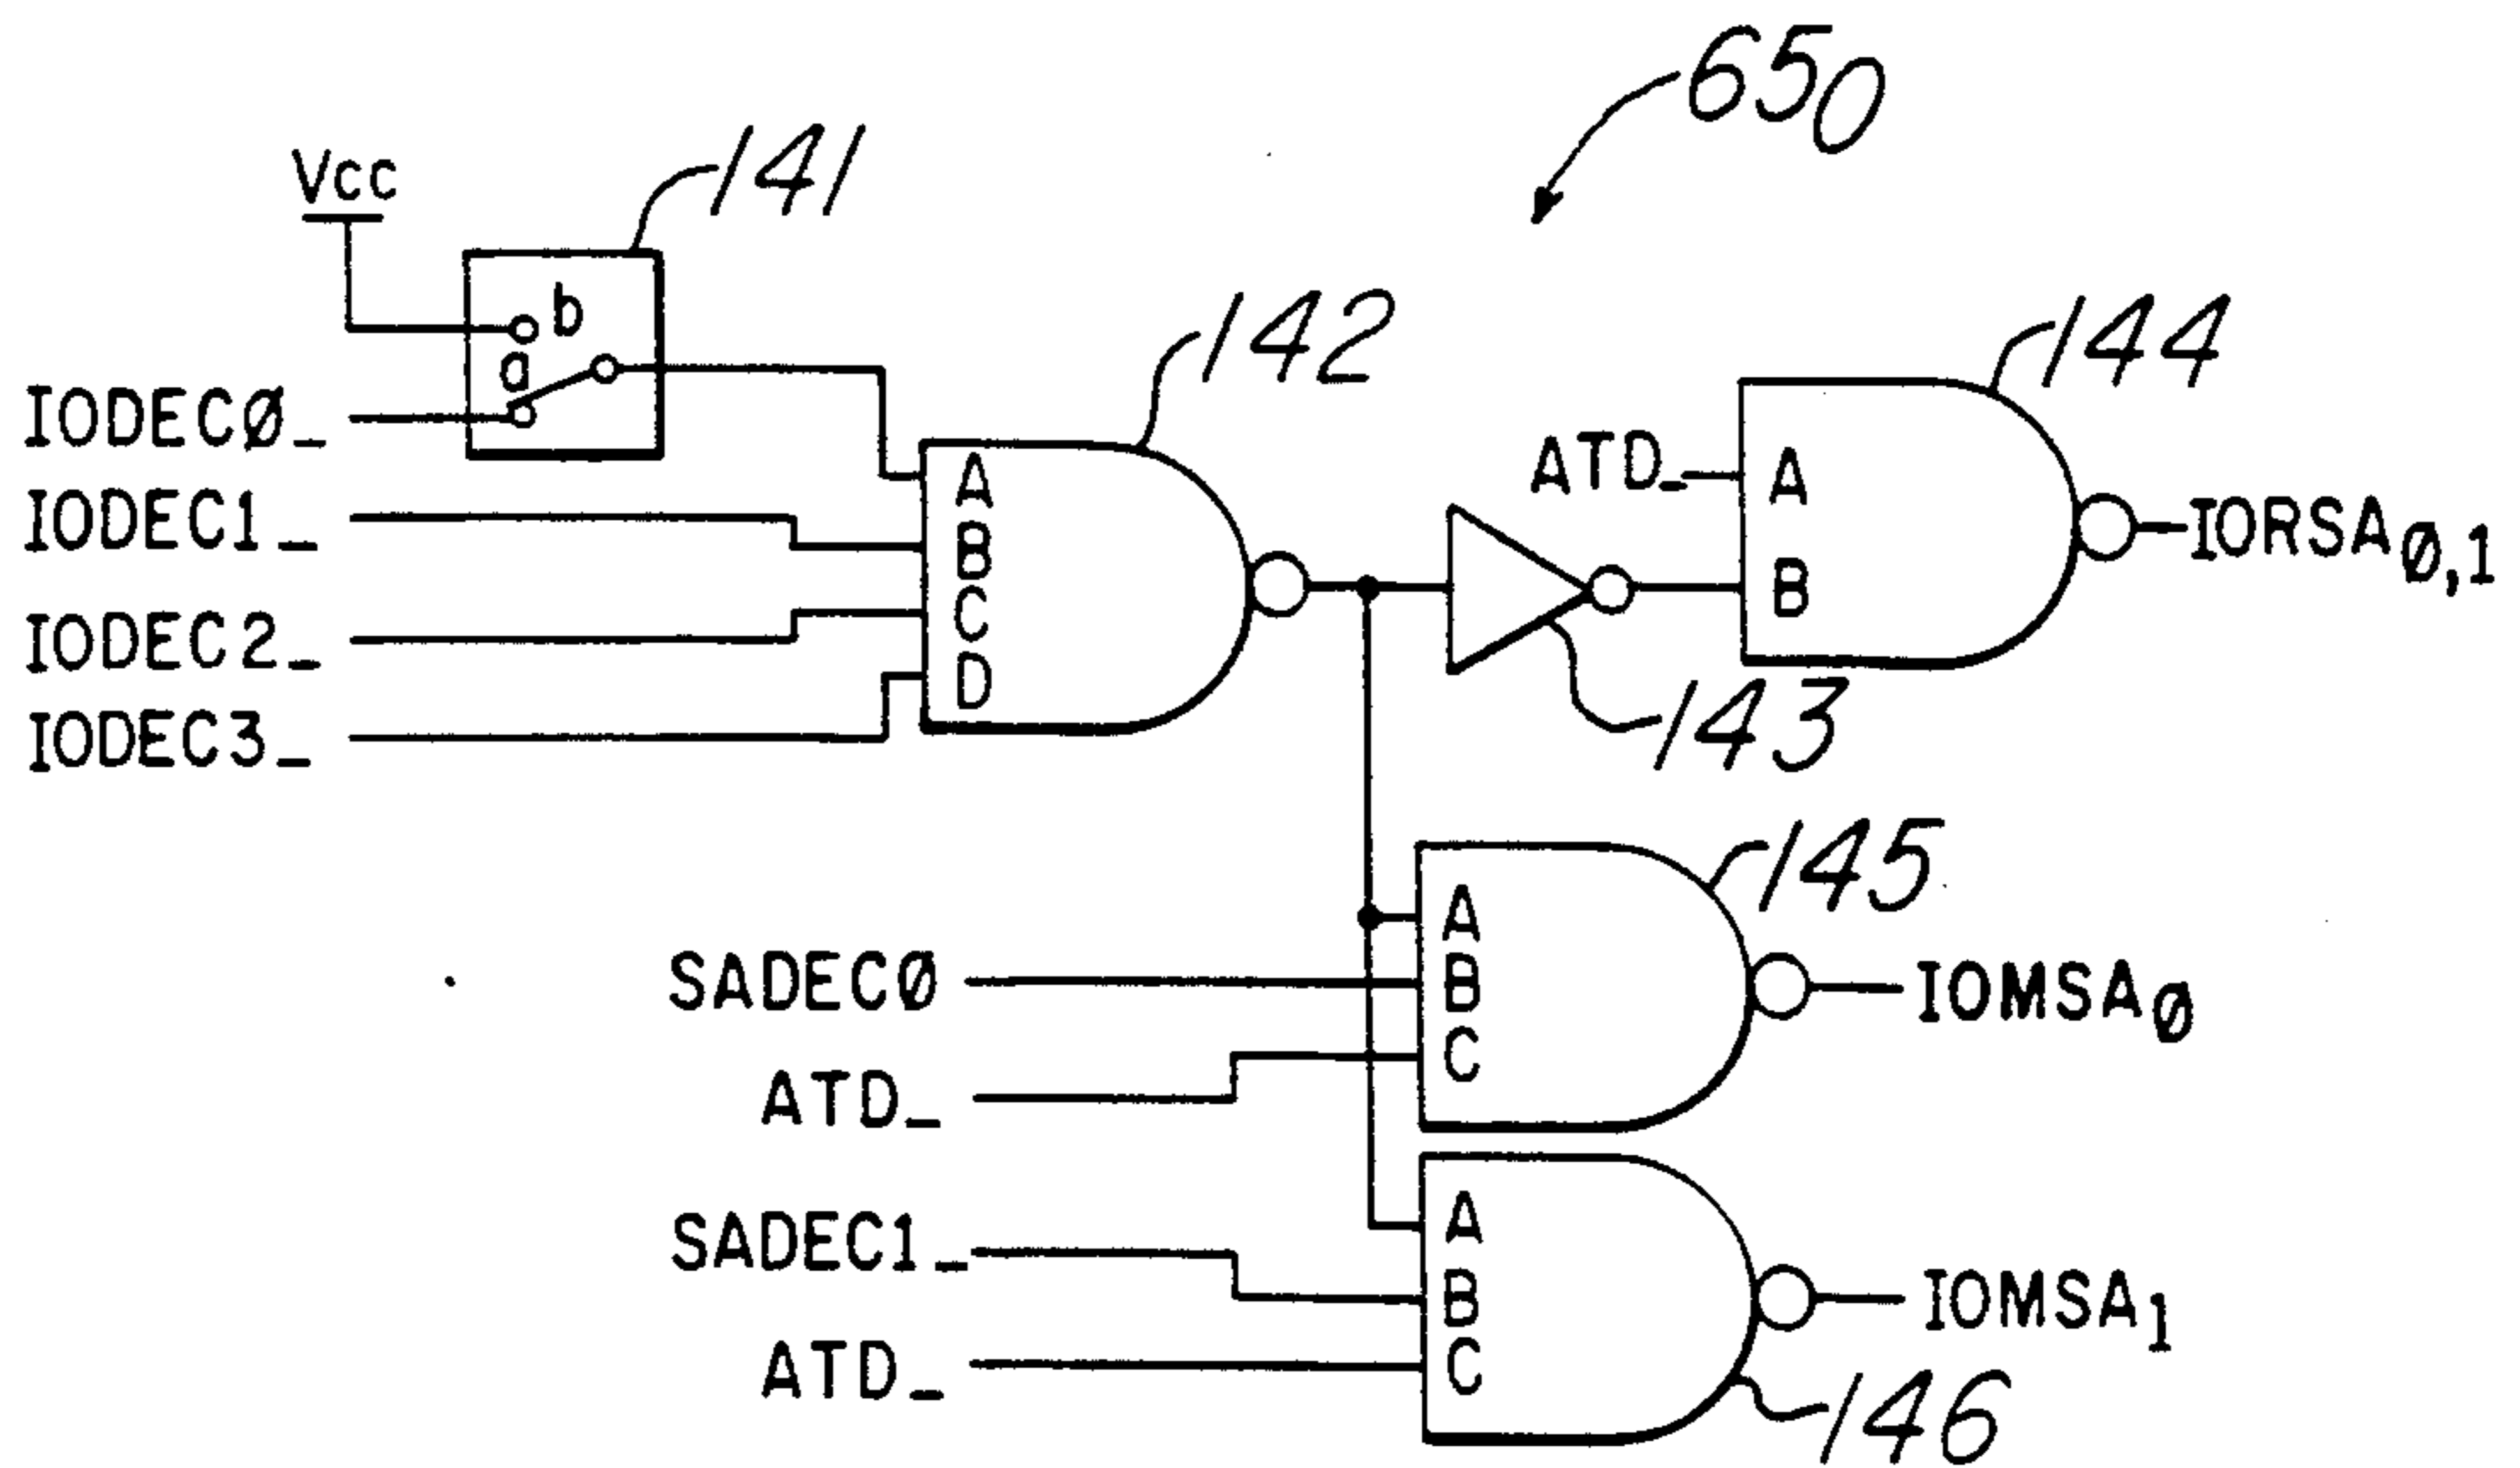 65₀
141
Vcc
b
a
142
144
IODECØ_
IODEC1_
IODEC2_
IODEC3_
A
B
C
D
ATD_
A
B
IORSAØ,1
143
145
SADECØ
ATD_
A
B
C
IOMSAØ
SADEC1_
ATD_
A
B
C
IOMSA1
146